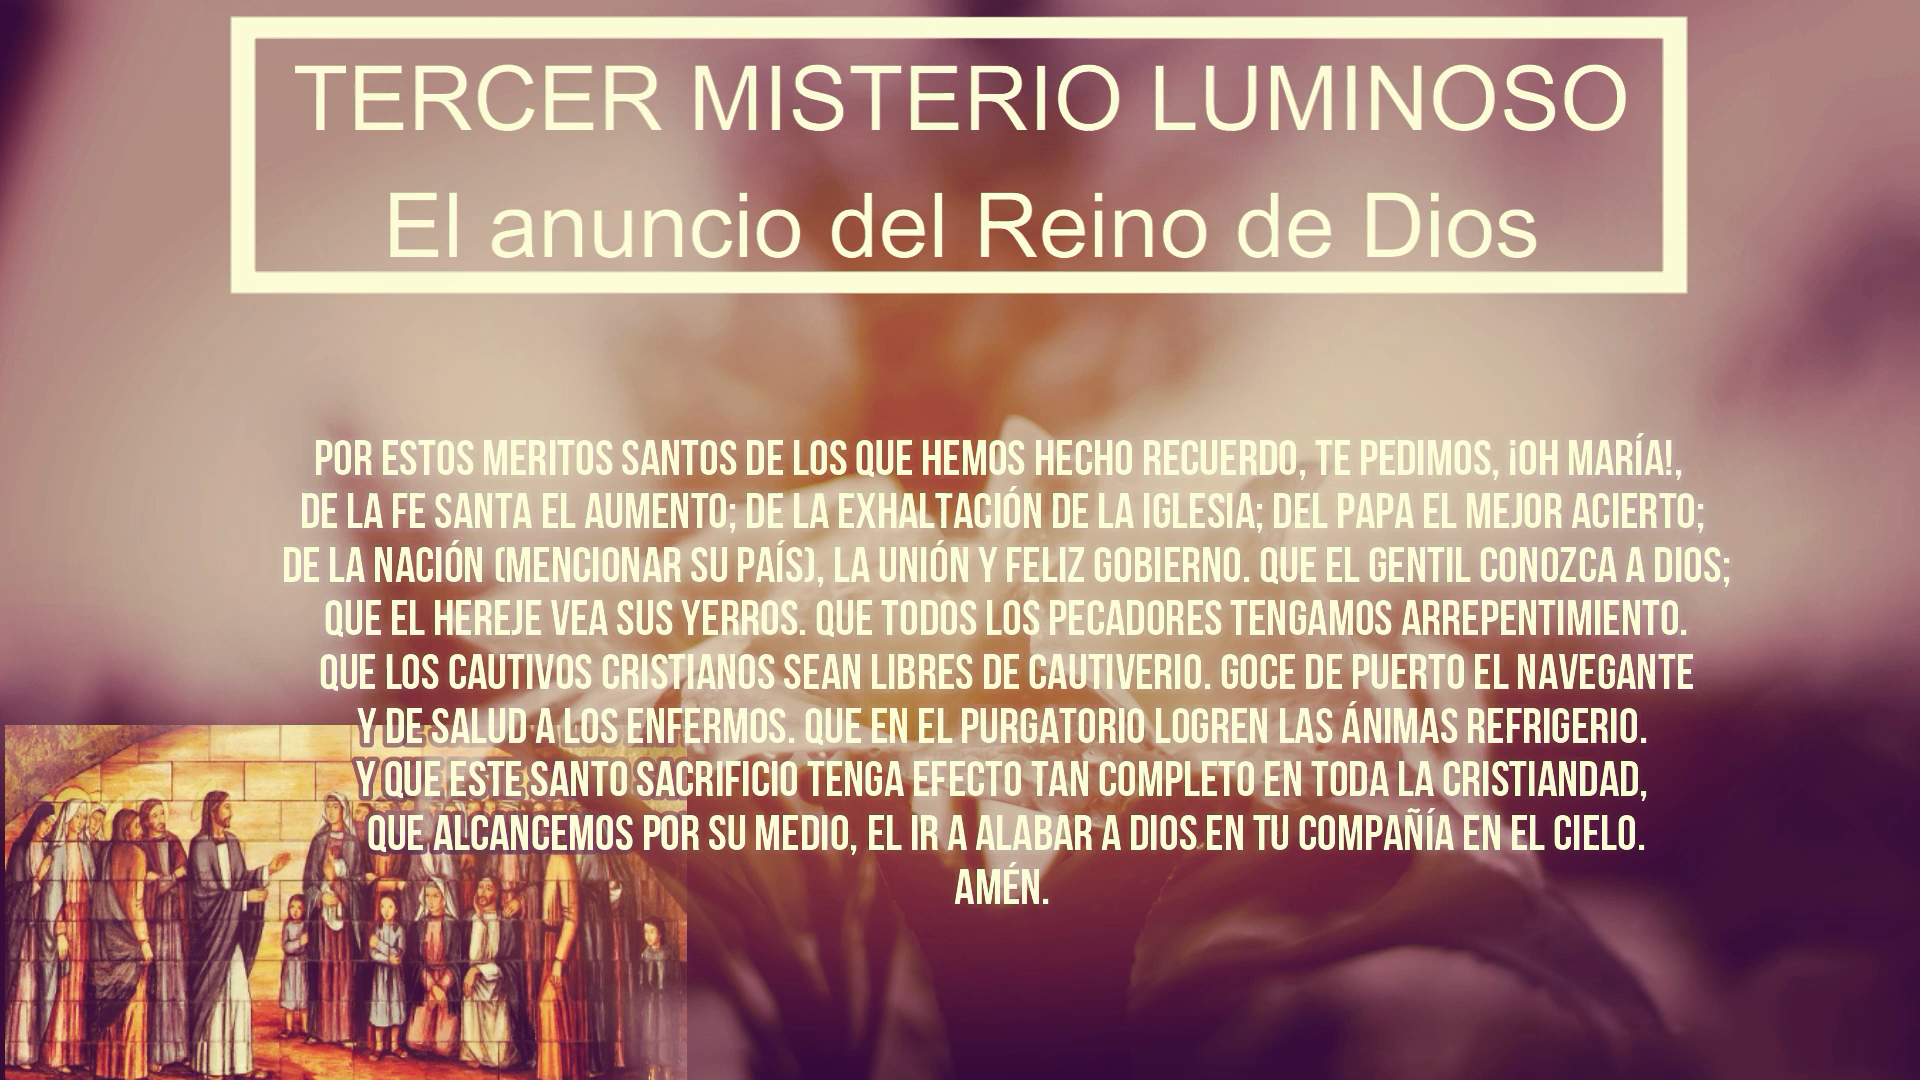 TERCER MISTERIO LUMINOSO
El anuncio del Reino de Dios
POR ESTOS MERITOS SANTOS DE LOS QUE HEMOS HECHO RECUERDO, TE PEDIMOS, ¡OH MARÍA!,
DE LA FE SANTA EL AUMENTO; DE LA EXHALTACIÓN DE LA IGLESIA; DEL PAPA EL MEJOR ACIERTO;
DE LA NACIÓN (MENCIONAR SU PAÍS), LA UNIÓN Y FELIZ GOBIERNO. QUE EL GENTIL CONOZCA A DIOS;
QUE EL HEREJE VEA SUS YERROS. QUE TODOS LOS PECADORES TENGAMOS ARREPENTIMIENTO.
QUE LOS CAUTIVOS CRISTIANOS SEAN LIBRES DE CAUTIVERIO. GOCE DE PUERTO EL NAVEGANTE
Y DE SALUD A LOS ENFERMOS. QUE EN EL PURGATORIO LOGREN LAS ÁNIMAS REFRIGERIO.
Y QUE ESTE SANTO SACRIFICIO TENGA EFECTO TAN COMPLETO EN TODA LA CRISTIANDAD,
QUE ALCANCEMOS POR SU MEDIO, EL IR A ALABAR A DIOS EN TU COMPAÑÍA EN EL CIELO.
AMÉN.